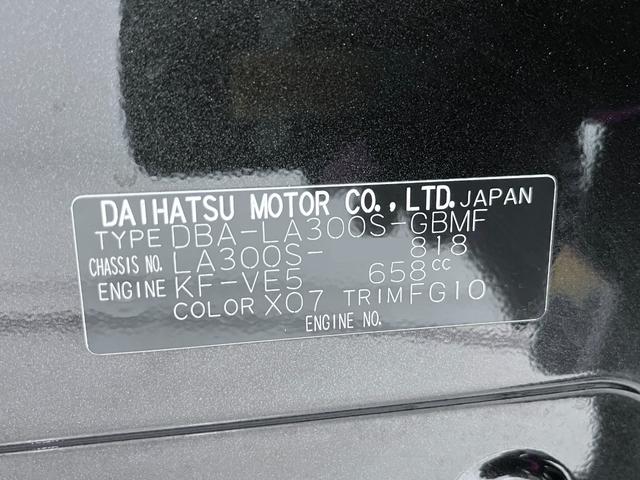 DAIHATSU MOTOR CO., LTD. JAPAN
TYPE DBA-LA300S-GBMF
CHASSIS NO. LA300S- 818
ENGINE KF-VE5 658cc
COLOR X07 TRIM FG10
ENGINE NO.